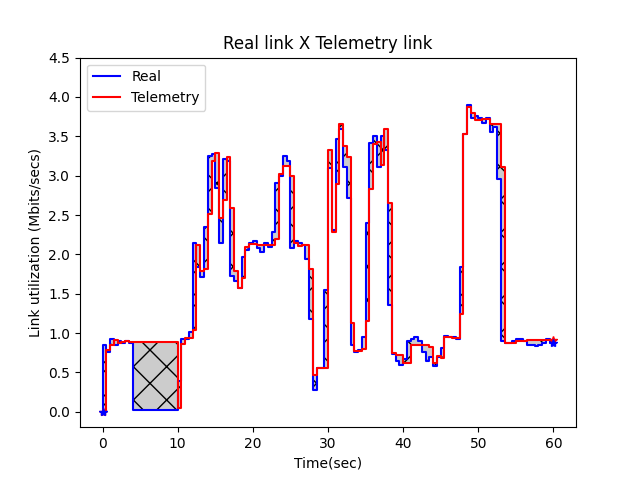 Real link X Telemetry link
Real
Telemetry
Link utilization (Mbits/secs)
4.5
4.0
3.5
3.0
2.5
2.0
1.5
1.0
0.5
0.0
0 10 20 30 40 50 60
Time(sec)